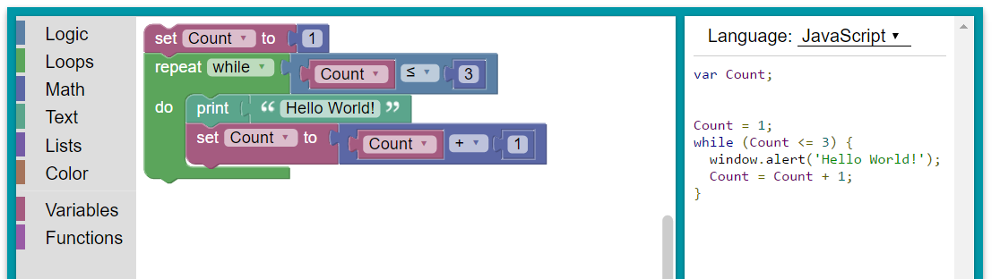 Logic
Loops
Math
Text
Lists
Color
Variables
Functions
set Count to 1
repeat while Count ≤ 3
do print “ Hello World! ”
set Count to Count + 1
Language: JavaScript
var Count;
Count = 1;
while (Count <= 3) {
  window.alert('Hello World!');
  Count = Count + 1;
}